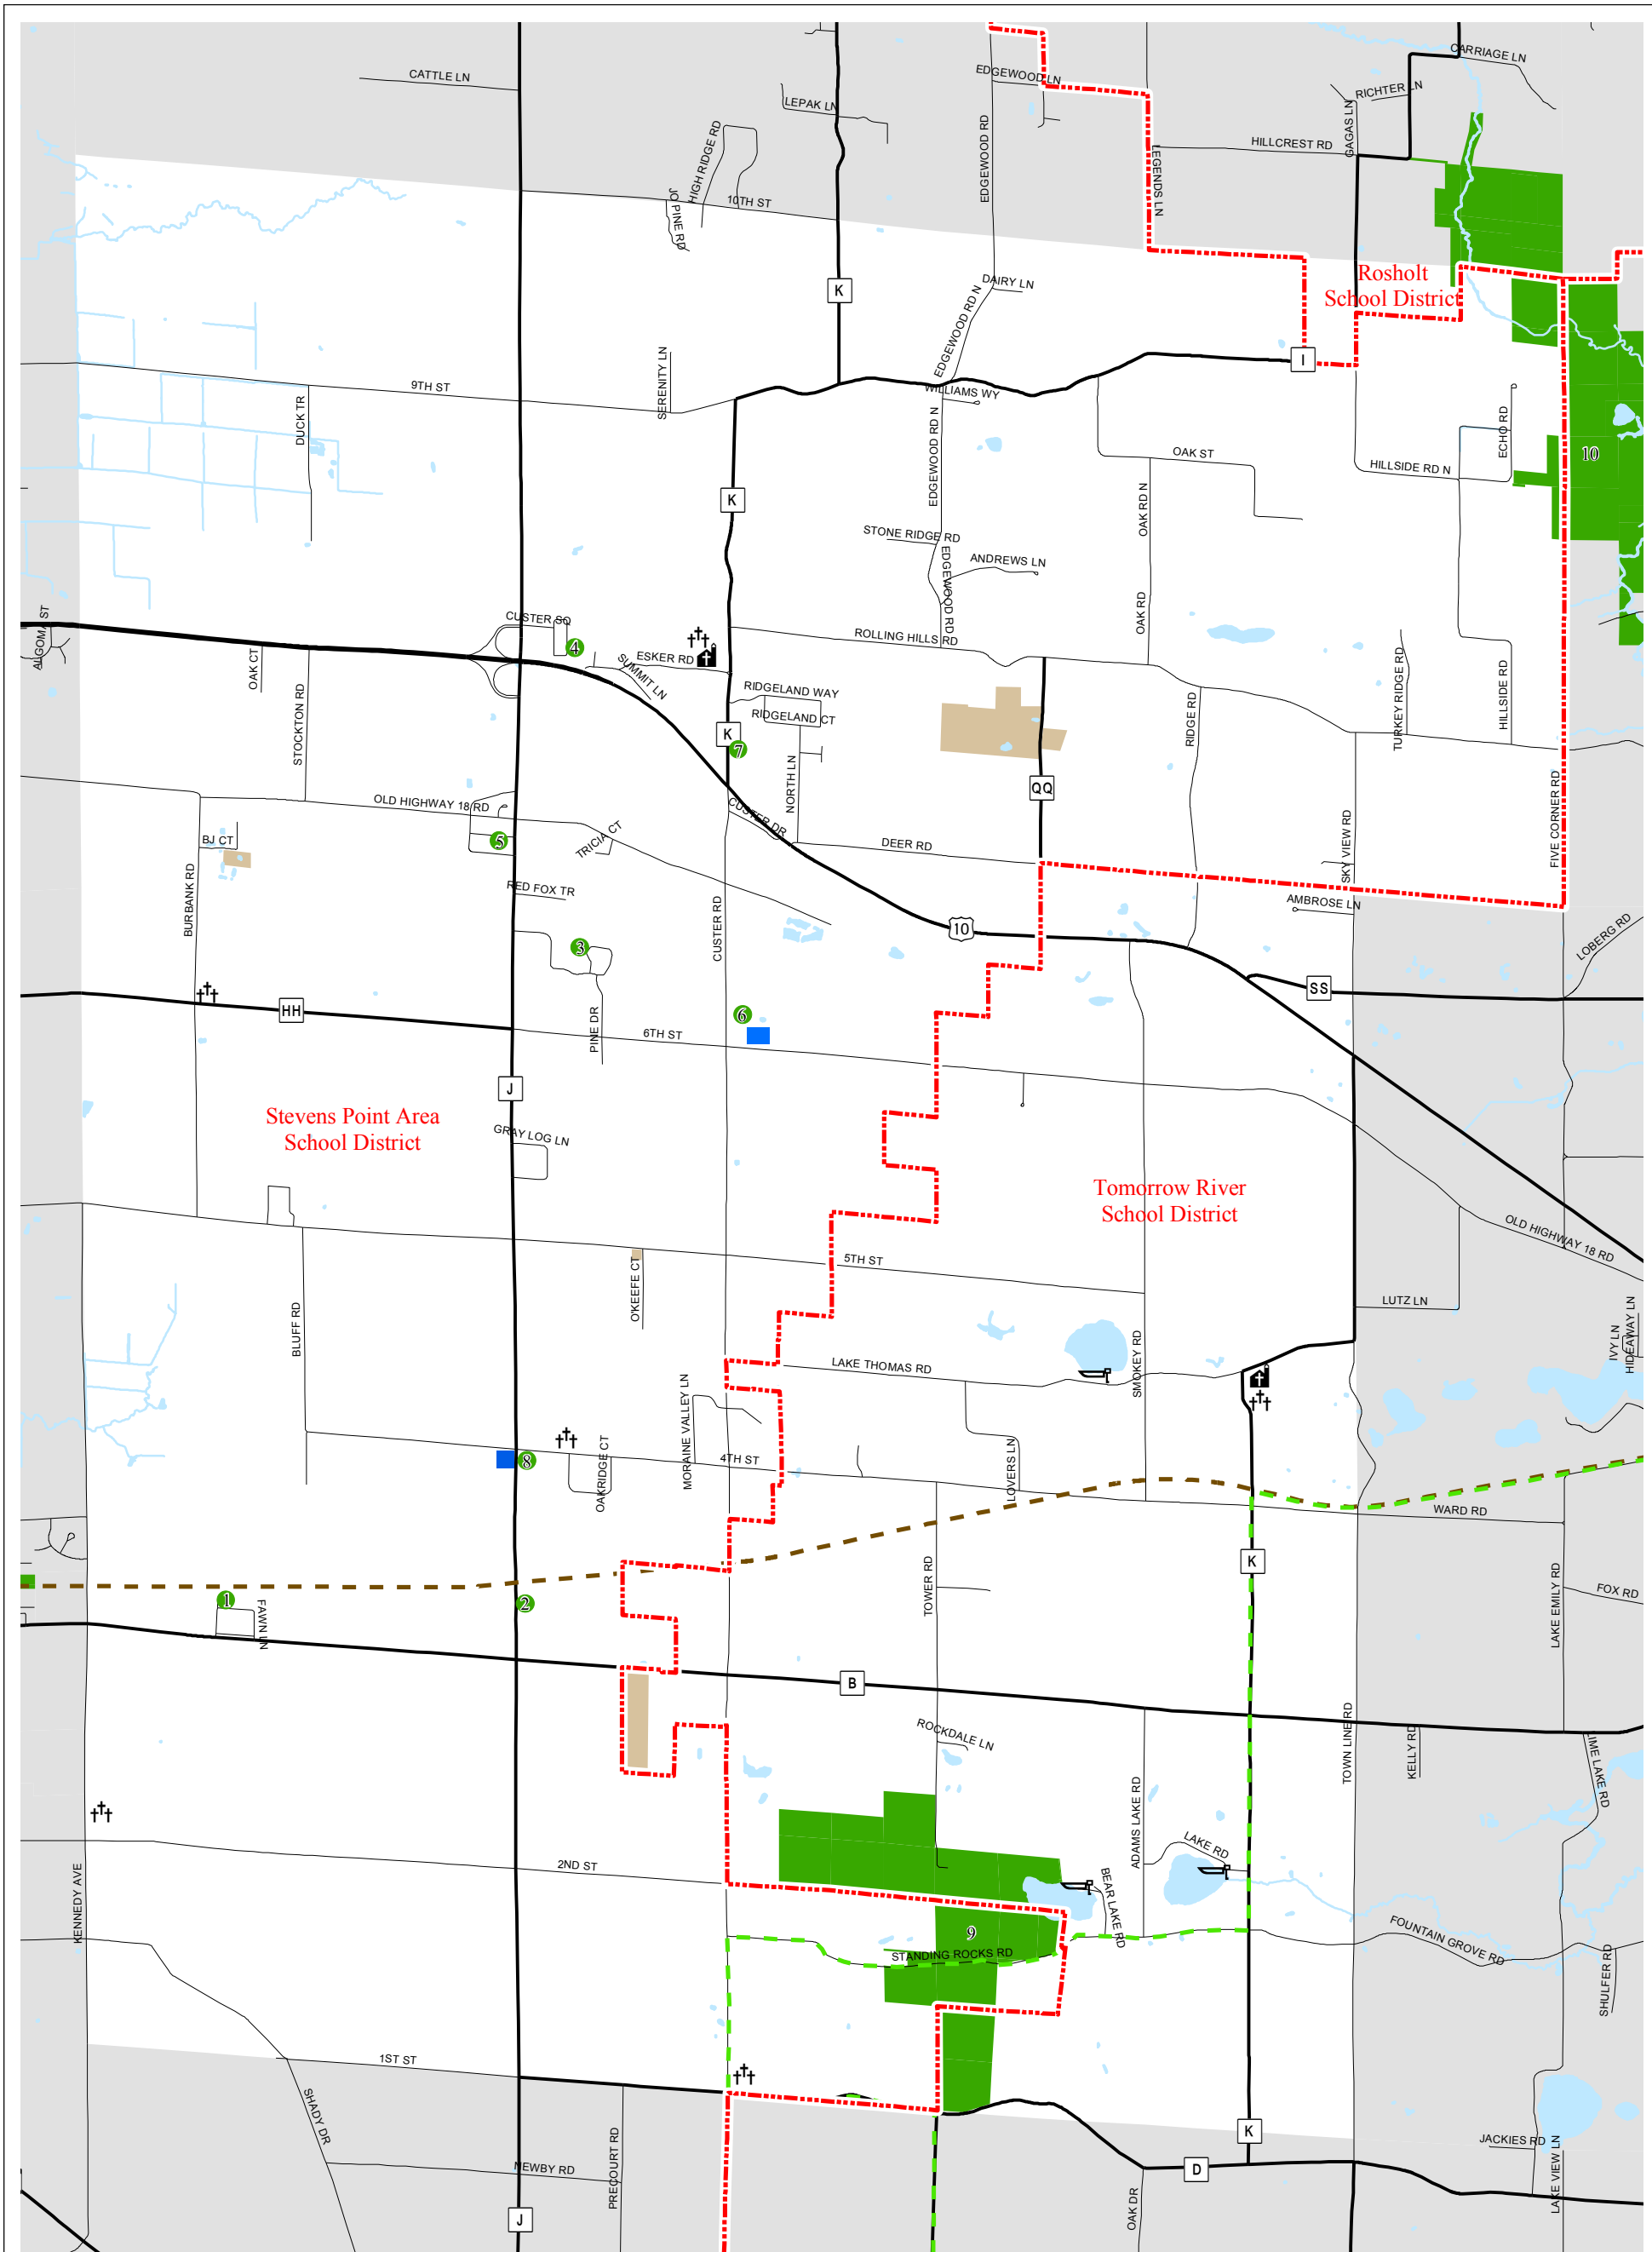 CARRIAGE LN
CATTLE LN
EDGEWOOD LN
RICHTER LN
LEPAK LN
GAGAS LN
HIGH RIDGE RD
EDGEWOOD RD
HILLCREST RD
LEGENDS LN
JO PINE RD
10TH ST
Rosholt
School District
DAIRY LN
K
EDGEWOOD RD N
I
SERENITY LN
9TH ST
WILLIAMS WY
DUCK TR
ECHO RD
EDGEWOOD RD N
OAK ST
10
HILLSIDE RD N
K
OAK RD N
STONE RIDGE RD
ANDREWS LN
EDGEWOOD RD
ALGOMA ST
CUSTER SQ
OAK RD
4
ROLLING HILLS RD
OAK CT
ESKER RD
SUMMIT LN
TURKEY RIDGE RD
HILLSIDE RD
STOCKTON RD
RIDGELAND WAY
RIDGELAND CT
RIDGE RD
K
7
QQ
NORTH LN
OLD HIGHWAY 18 RD
CUSTER DR
FIVE CORNER RD
BJ CT
5
TRICIA CT
DEER RD
SKY VIEW RD
BURBANK RD
RED FOX TR
AMBROSE LN
CUSTER RD
10
LOBERG RD
3
SS
HH
6
PINE DR
6TH ST
J
Stevens Point Area
School District
GRAY LOG LN
Tomorrow River
School District
OLD HIGHWAY 18 RD
5TH ST
O'KEEFE CT
BLUFF RD
LUTZ LN
IVY LN
HIDEAWAY LN
LAKE THOMAS RD
SMOKEY RD
MORAINE VALLEY LN
OAKRIDGE CT
8
4TH ST
LOVERS LN
WARD RD
K
TOWER RD
LAKE EMILY RD
FOX RD
1
2
FAWN LN
B
TOWN LINE RD
ROCKDALE LN
KELLY RD
LIME LAKE RD
ADAMS LAKE RD
LAKE RD
2ND ST
BEAR LAKE RD
KENNEDY AVE
9
FOUNTAIN GROVE RD
STANDING ROCKS RD
SHULFER RD
1ST ST
SHADY DR
K
JACKIES RD
NEWBY RD
PRECOURT RD
D
LAKE VIEW LN
OAK DR
J